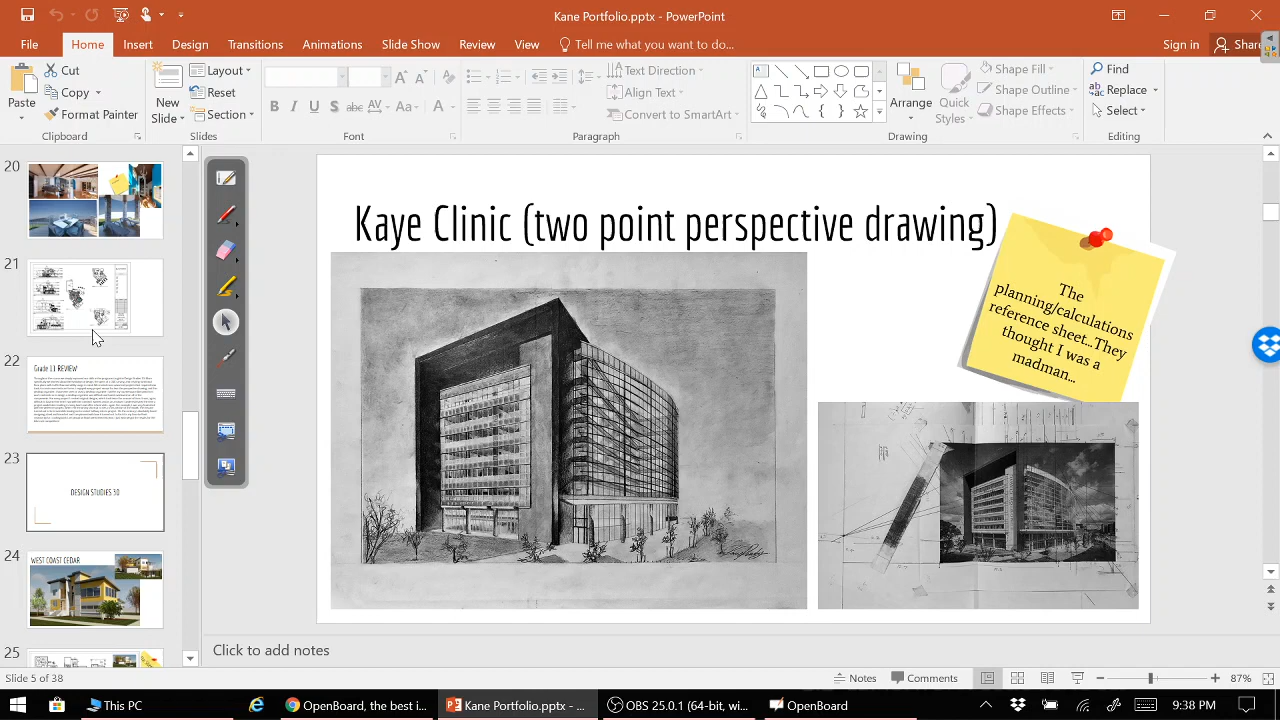 Kane Portfolio.pptx - PowerPoint
File Home Insert Design Transitions Animations Slide Show Review View Tell me what you want to do... Sign in Shar
Paste
Cut
Copy
Format Painter
Clipboard
New
Slide
Layout
Reset
Section
Slides
B I U S abc AV Aa A
Font
Text Direction
Align Text
Convert to SmartArt
Paragraph
Arrange
Quick
Styles
Shape Fill
Shape Outline
Shape Effects
Drawing
Find
Replace
Select
Editing
20
21
22
Grade 11 REVIEW
23
DESIGN STUDIES 30
24
WEST COAST CEDAR
25
Kaye Clinic (two point perspective drawing)
The
planning/calculations
reference sheet...They
thought I was a
madman...
Click to add notes
Slide 5 of 38 Notes Comments 87%
This PC OpenBoard, the best i... Kane Portfolio.pptx - ... OBS 25.0.1 (64-bit, wi... OpenBoard 9:38 PM